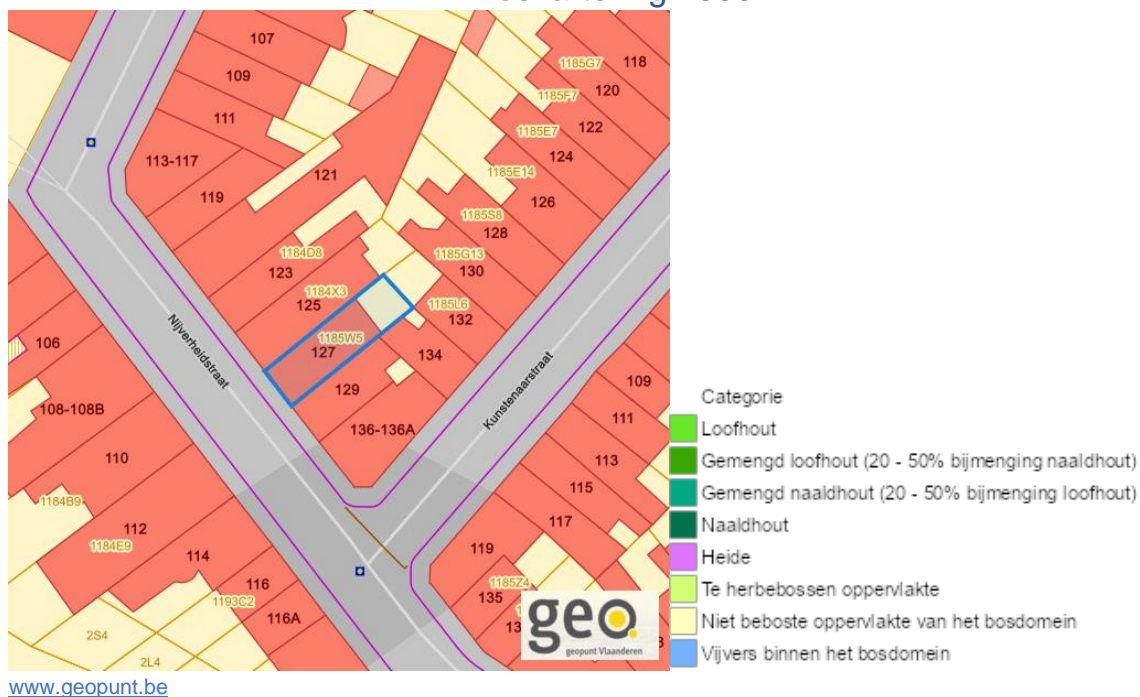 107
109
111
113-117
119
121
123
125
127
129
136-136A
134
132
130
128
126
124
122
120
118
1185G7
1185F7
1185E7
1185E14
1185S8
1185G13
1185L6
1184D8
1184X3
1185W5
Nijverheidstraat
Kunstenaarstraat
106
108-108B
110
112
114
116
116A
1184B9
1184E9
1193C2
2S4
2L4
109
111
113
115
117
119
135
1185Z4
geo
geopunt Vlaanderen
Categorie
Loofhout
Gemengd loofhout (20 - 50% bijmenging naaldhout)
Gemengd naaldhout (20 - 50% bijmenging loofhout)
Naaldhout
Heide
Te herbebossen oppervlakte
Niet beboste oppervlakte van het bosdomein
Vijvers binnen het bosdomein
www.geopunt.be